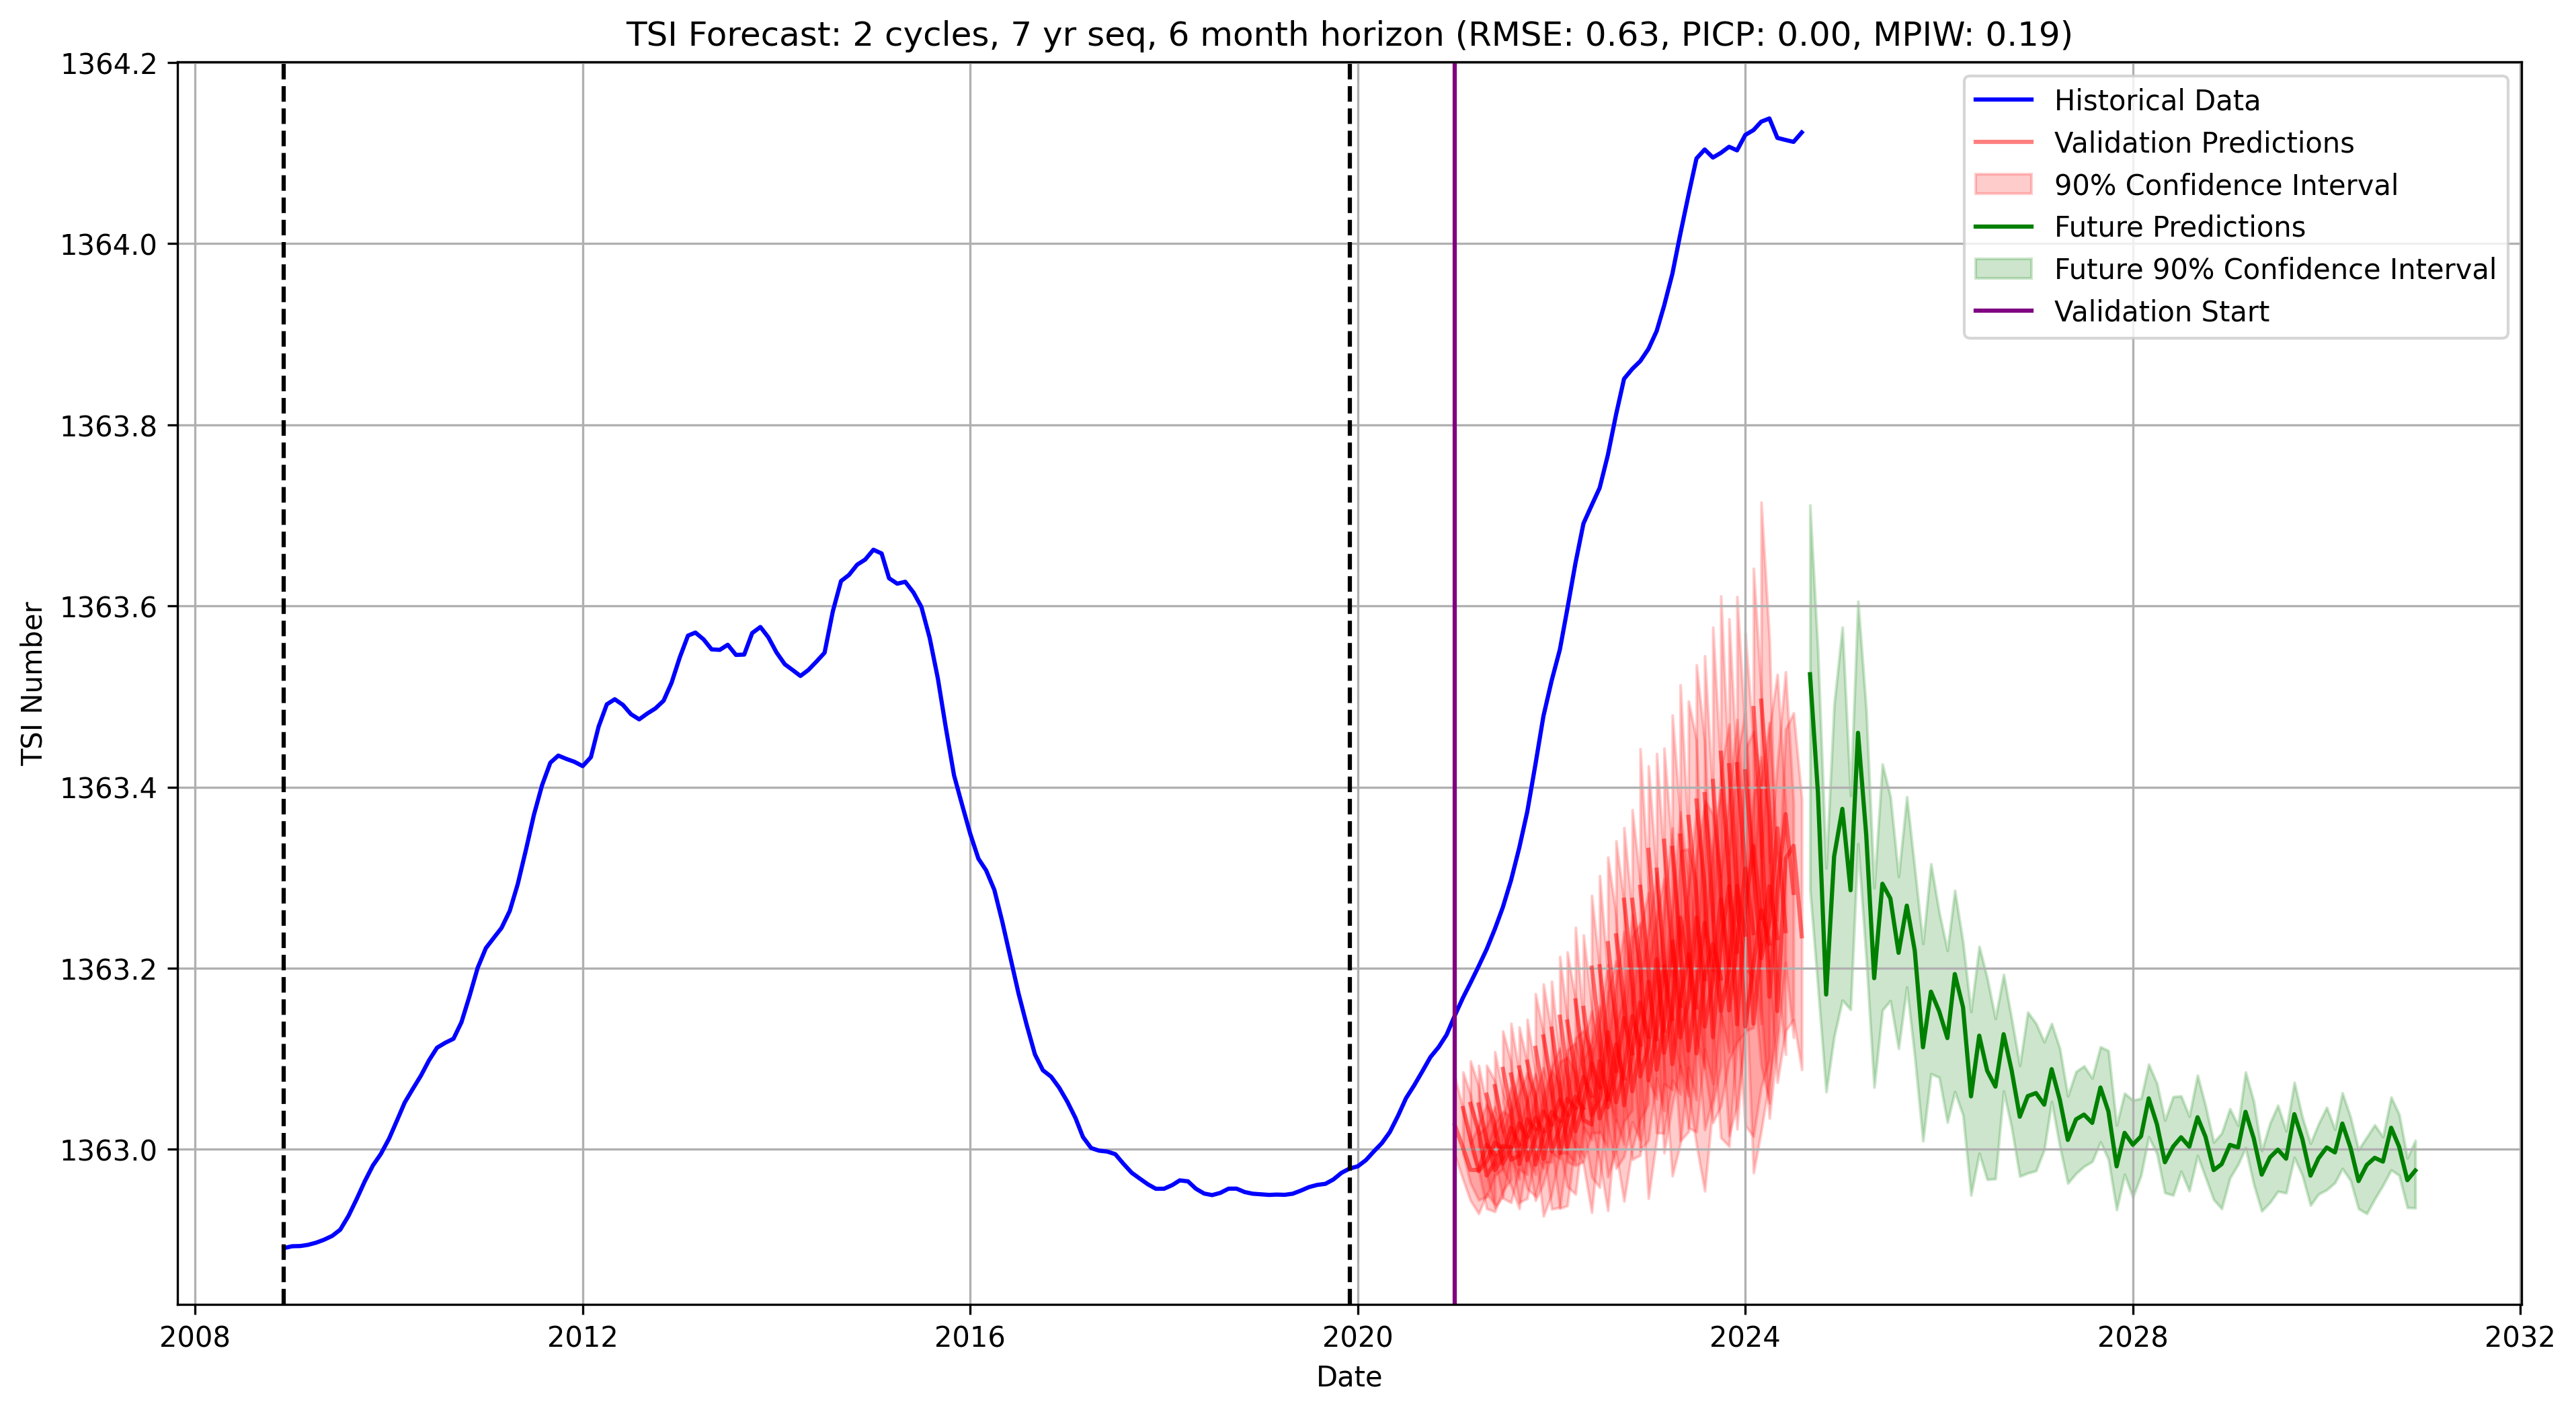 TSI Forecast: 2 cycles, 7 yr seq, 6 month horizon (RMSE: 0.63, PICP: 0.00, MPIW: 0.19)
1364.2
1364.0
1363.8
1363.6
1363.4
1363.2
1363.0
TSI Number
Historical Data
Validation Predictions
90% Confidence Interval
Future Predictions
Future 90% Confidence Interval
Validation Start
2008 2012 2016 2020 2024 2028 2032
Date